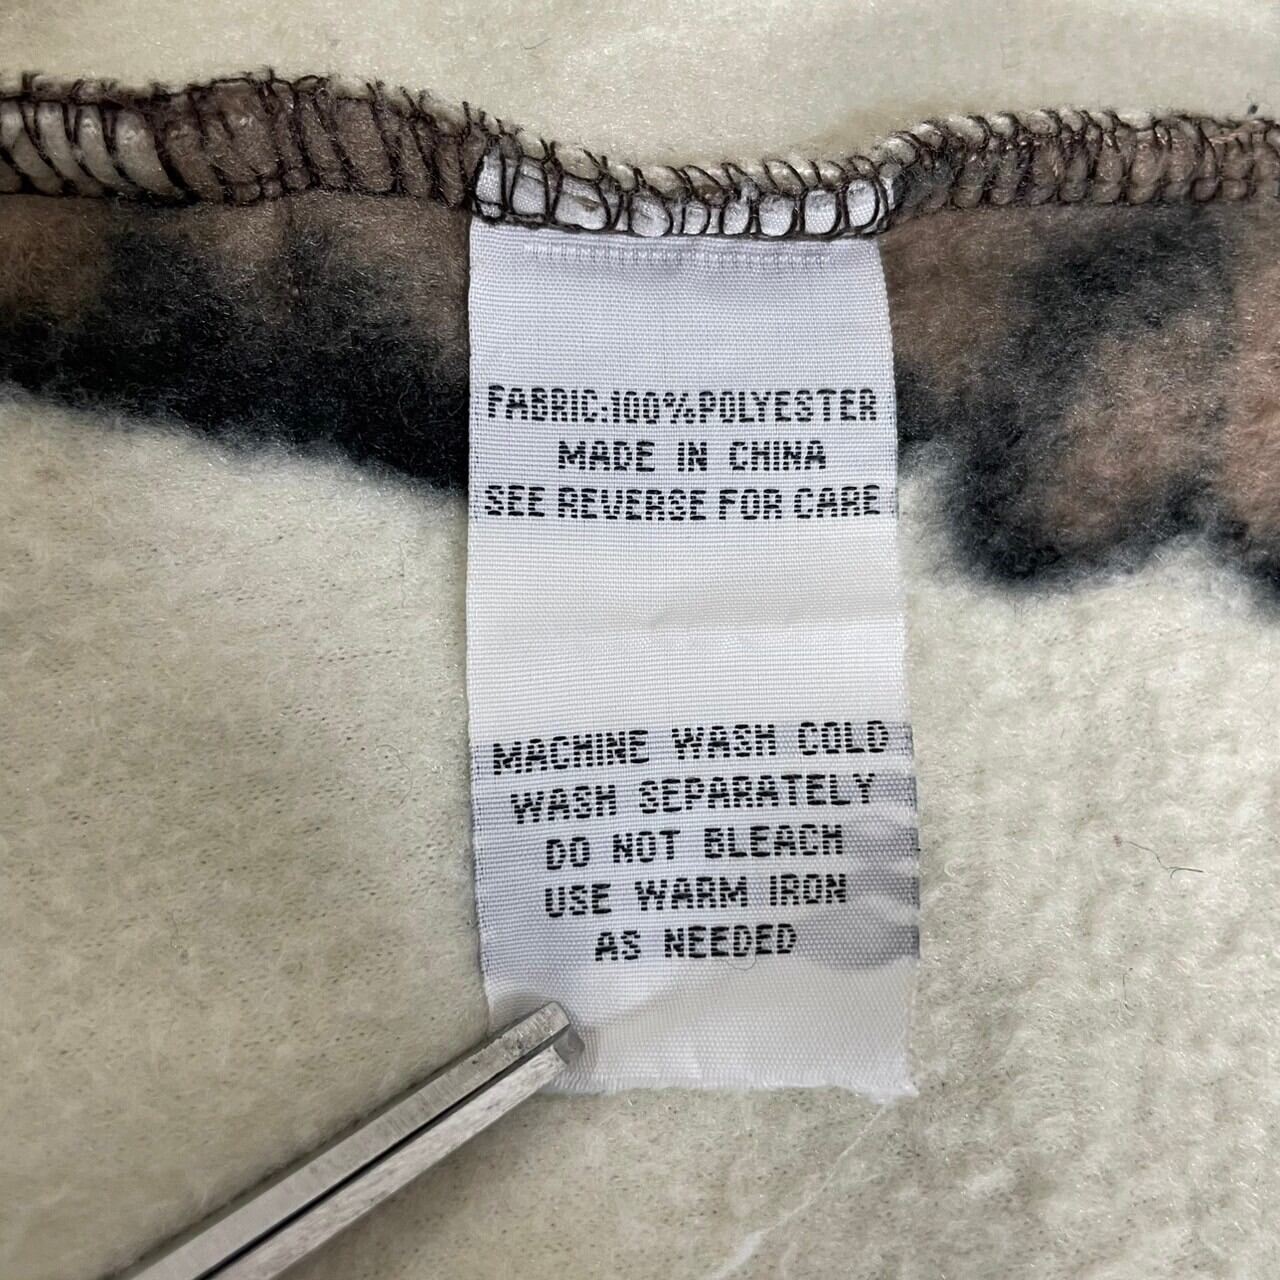 FABRIC:100%POLYESTER
MADE IN CHINA
SEE REVERSE FOR CARE
MACHINE WASH COLD
WASH SEPARATELY
DO NOT BLEACH
USE WARM IRON
AS NEEDED